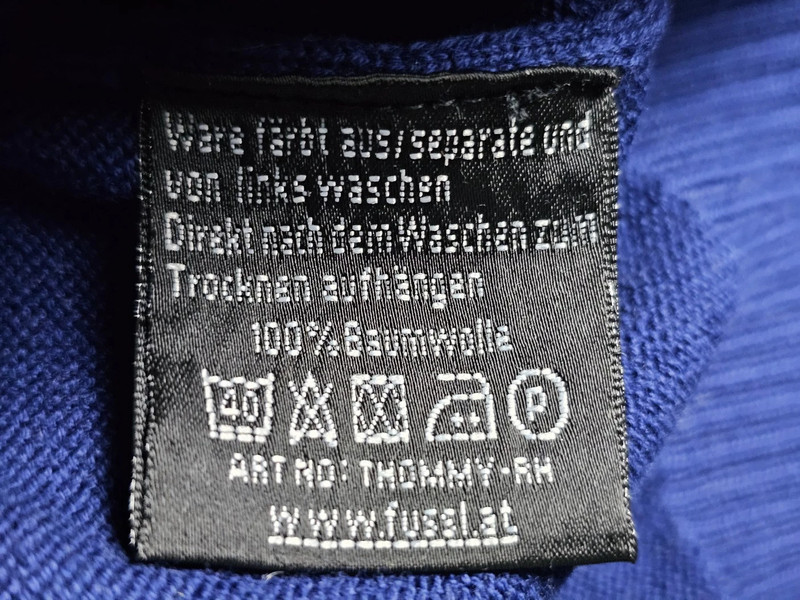 Ware färbt aus/separate und
von links waschen
Direkt nach dem Waschen zum
Trocknen aufhängen
100% Baumwolle
40 P
ART NO: THOMMY-RH
www.fussl.at